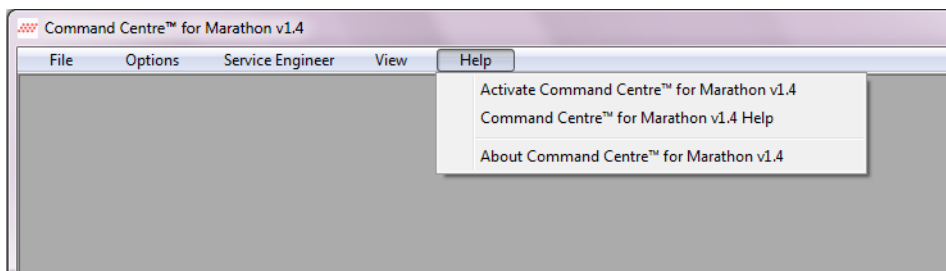 Command Centre™ for Marathon v1.4
File Options Service Engineer View Help
Activate Command Centre™ for Marathon v1.4
Command Centre™ for Marathon v1.4 Help
About Command Centre™ for Marathon v1.4